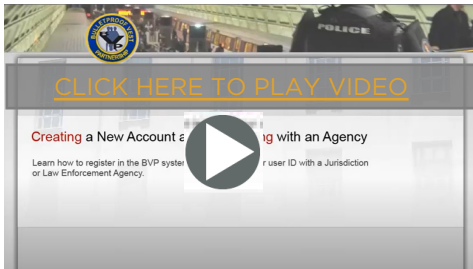 BULLETPROOF VEST
PARTNERSHIP
POLICE
CLICK HERE TO PLAY VIDEO
Creating a New Account a g with an Agency
Learn how to register in the BVP syste r user ID with a Jurisdiction
or Law Enforcement Agency.